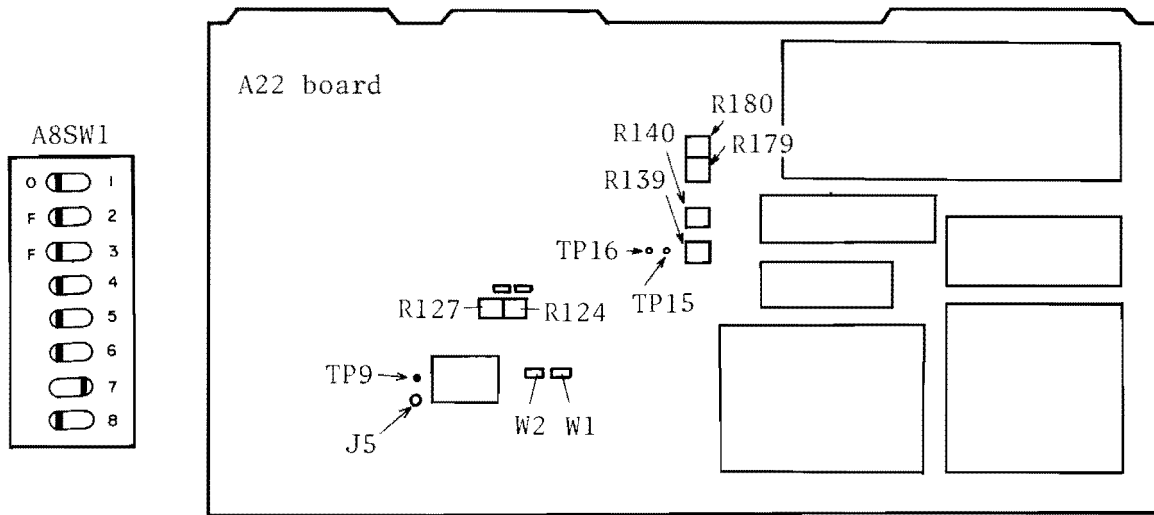 A22 board
A8SW1
O 1
F 2
F 3
4
5
6
7
8
R180
R140
R179
R139
TP16
TP15
R127
R124
TP9
W2 W1
J5